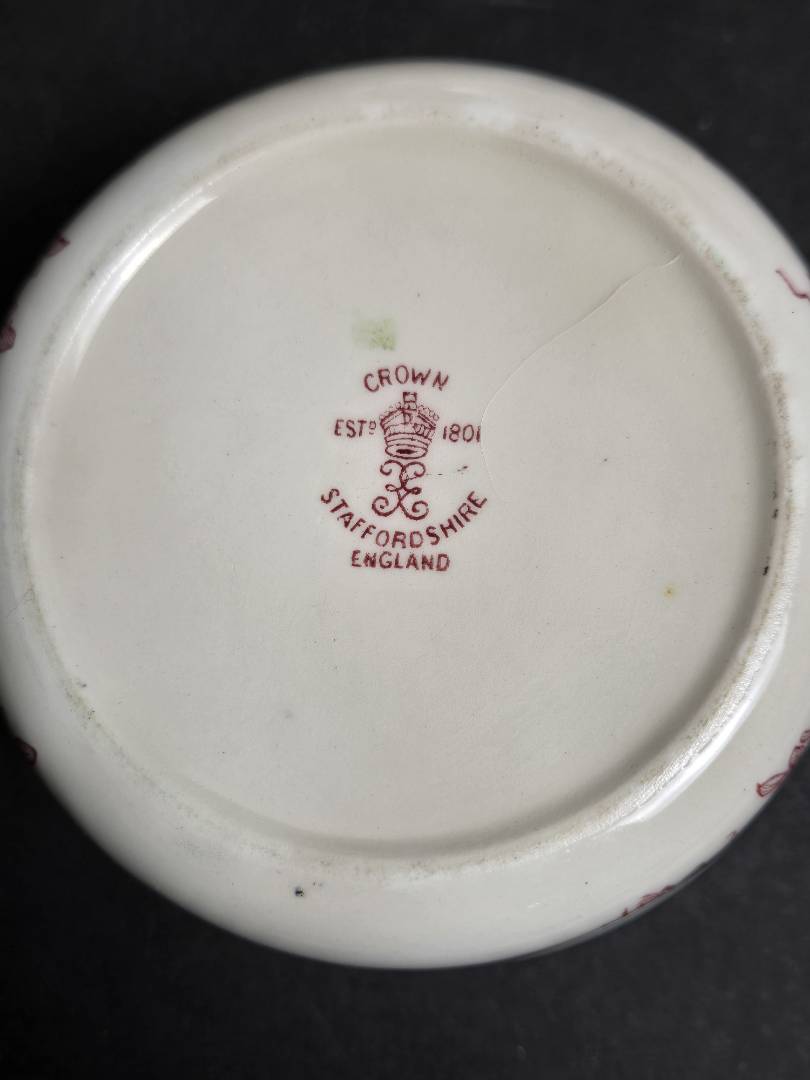 CROWN
ESTD 1801
STAFFORDSHIRE
ENGLAND